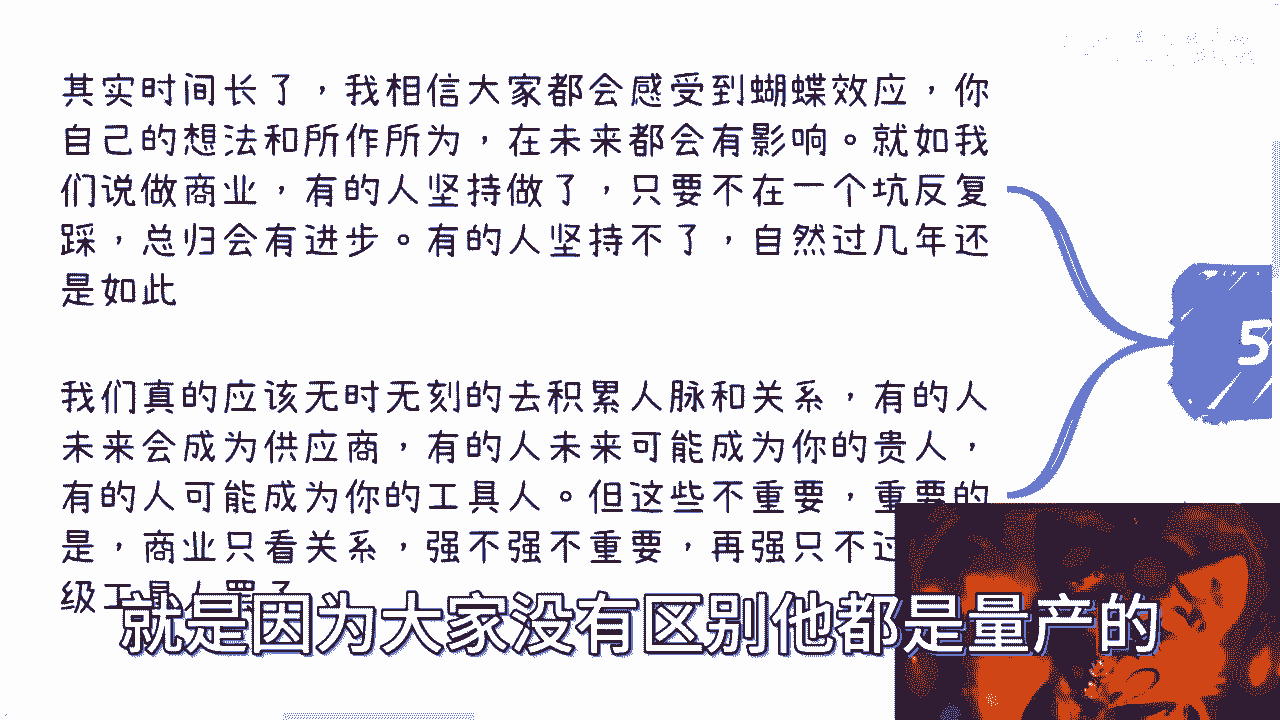 其实时间长了，我相信大家都会感受到蝴蝶效应，你
自己的想法和所作所为，在未来都会有影响。就如我
们说做商业，有的人坚持做了，只要不在一个坑反复
踩，总归会有进步。有的人坚持不了，自然过几年还
是如此
我们真的应该无时无刻的去积累人脉和关系，有的人
未来会成为供应商，有的人未来可能成为你的贵人，
有的人可能成为你的工具人。但这些不重要，重要的
是，商业只看关系，强不强不重要，再强只不过
级工具人罢了
5
就是因为大家没有区别他都是量产的